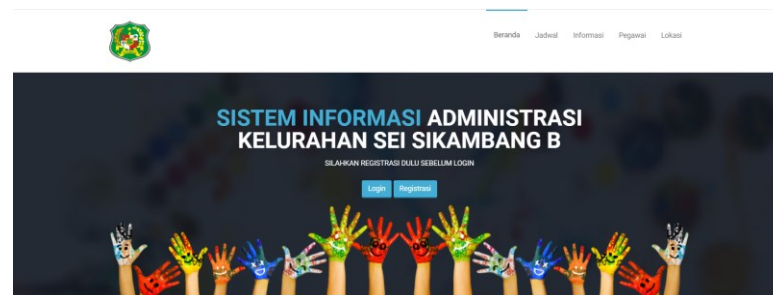 Beranda Jadwal Informasi Pegawai Lokasi
SISTEM INFORMASI ADMINISTRASI
KELURAHAN SEI SIKAMBANG B
SILAHKAN REGISTRASI DULU SEBELUM LOGIN
Login Registrasi